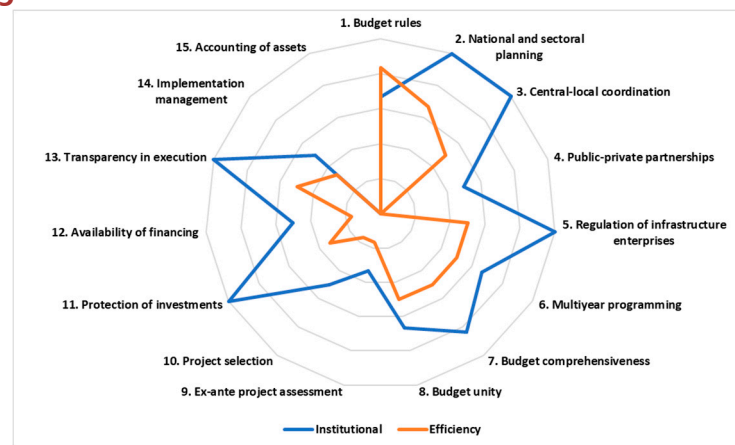 1. Budget rules
2. National and sectoral
planning
3. Central-local coordination
4. Public-private partnerships
5. Regulation of infrastructure
enterprises
6. Multiyear programming
7. Budget comprehensiveness
8. Budget unity
9. Ex-ante project assessment
10. Project selection
11. Protection of investments
12. Availability of financing
13. Transparency in execution
14. Implementation
management
15. Accounting of assets
Institutional
Efficiency